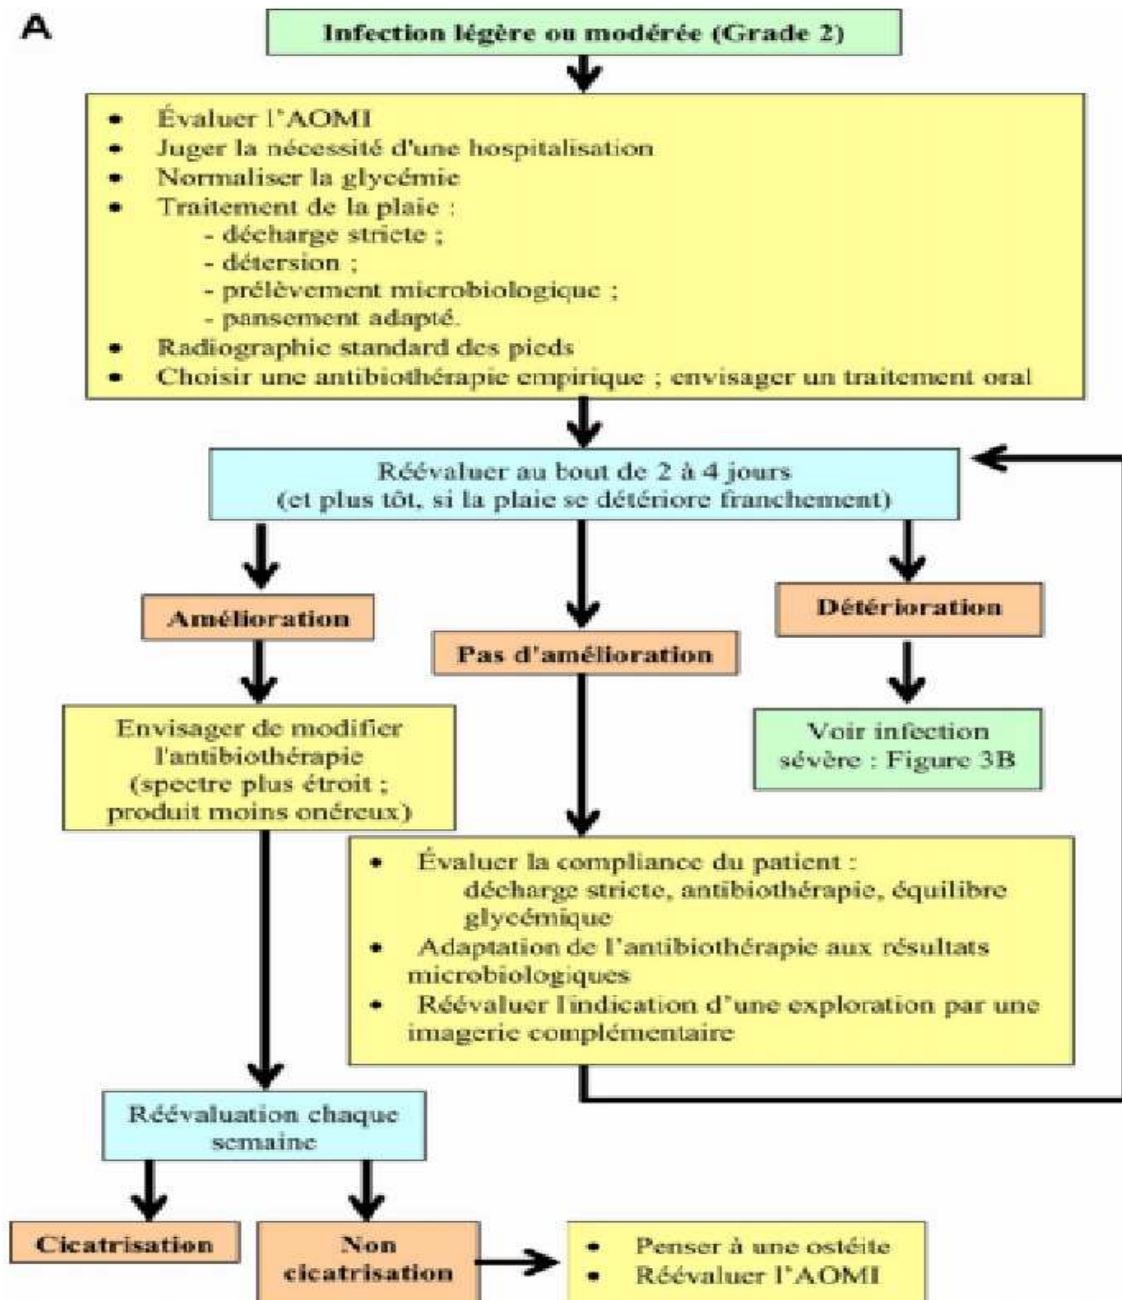 A
Infection légère ou modérée (Grade 2)
• Évaluer l'AOMI
• Juger la nécessité d'une hospitalisation
• Normaliser la glycémie
• Traitement de la plaie :
- décharge stricte ;
- détersion ;
- prélèvement microbiologique ;
- pansement adapté.
• Radiographie standard des pieds
• Choisir une antibiothérapie empirique ; envisager un traitement oral
Réévaluer au bout de 2 à 4 jours
(et plus tôt, si la plaie se détériore franchement)
Amélioration
Pas d'amélioration
Détérioration
Envisager de modifier
l'antibiothérapie
(spectre plus étroit ;
produit moins onéreux)
Voir infection
sévère : Figure 3B
• Évaluer la compliance du patient :
décharge stricte, antibiothérapie, équilibre
glycémique
• Adaptation de l'antibiothérapie aux résultats
microbiologiques
• Réévaluer l'indication d'une exploration par une
imagerie complémentaire
Réévaluation chaque
semaine
Cicatrisation
Non
cicatrisation
• Penser à une ostéite
• Réévaluer l'AOMI